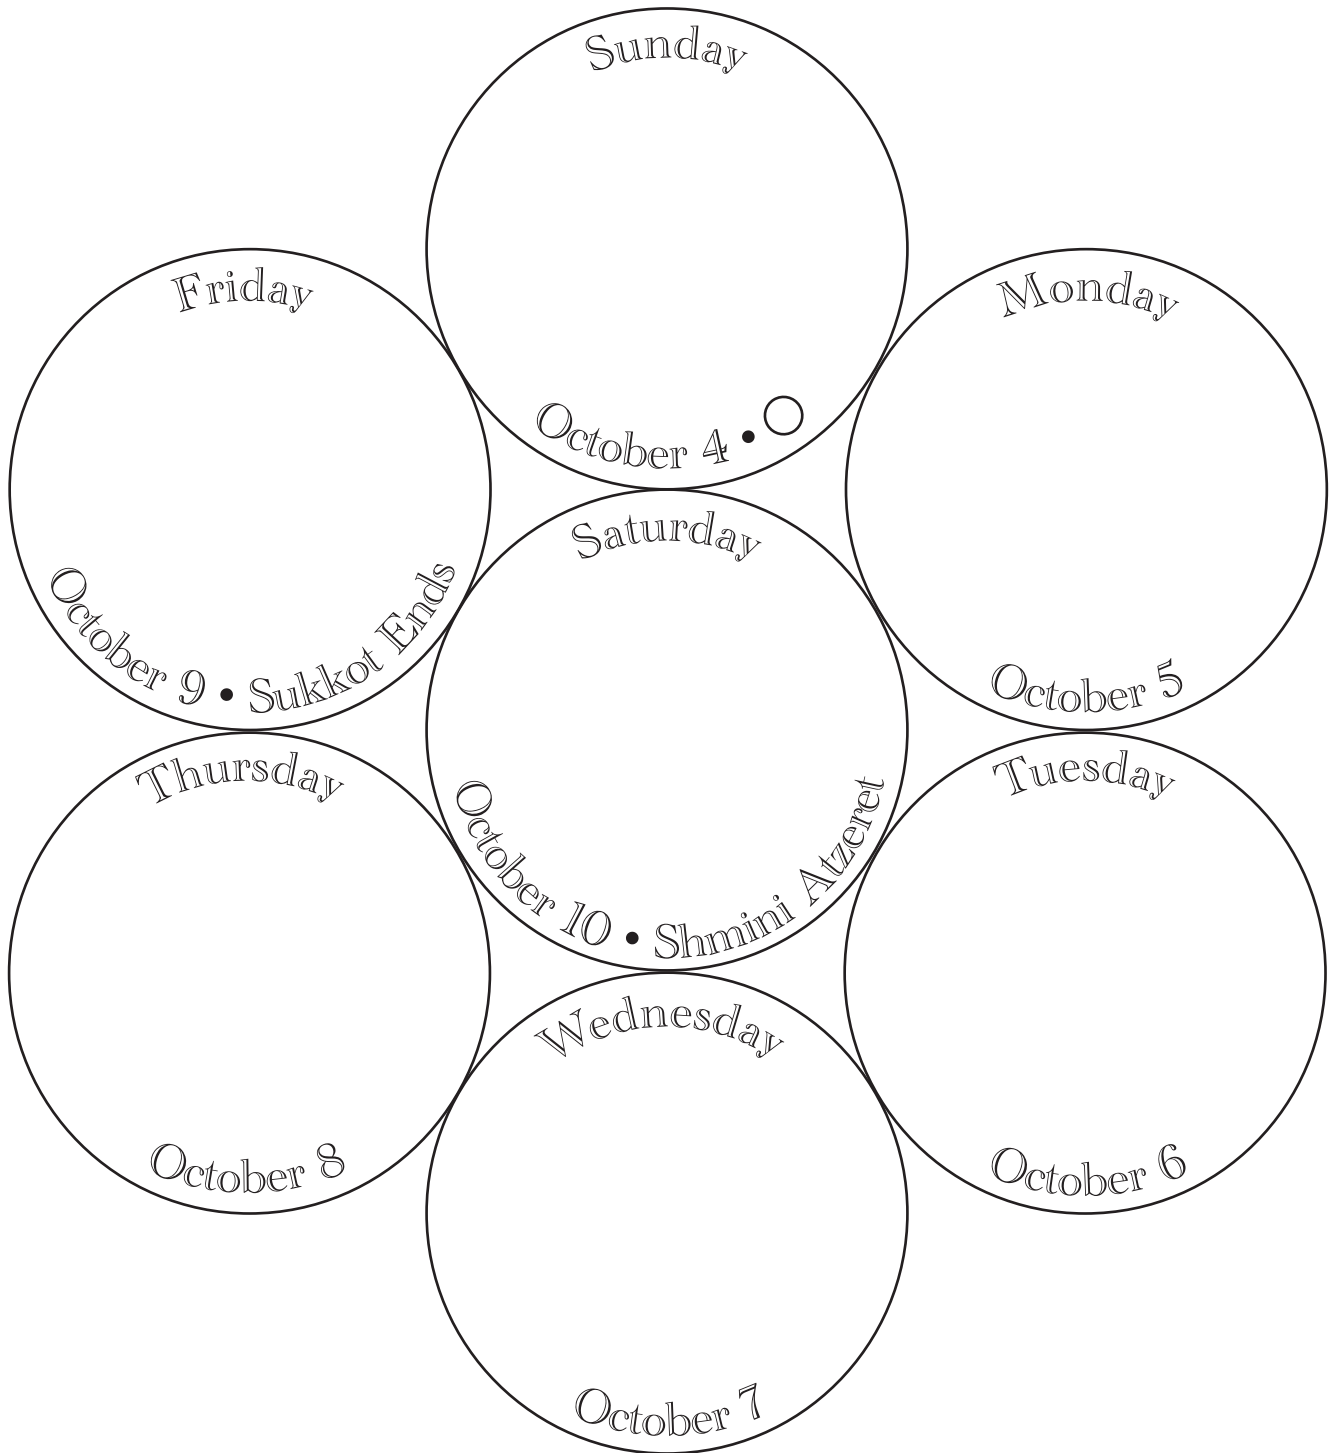 Sunday
October 4 •
Monday
October 5
Tuesday
October 6
Wednesday
October 7
Thursday
October 8
Friday
October 9 • Sukkot Ends
Saturday
October 10 • Shmini Atzeret